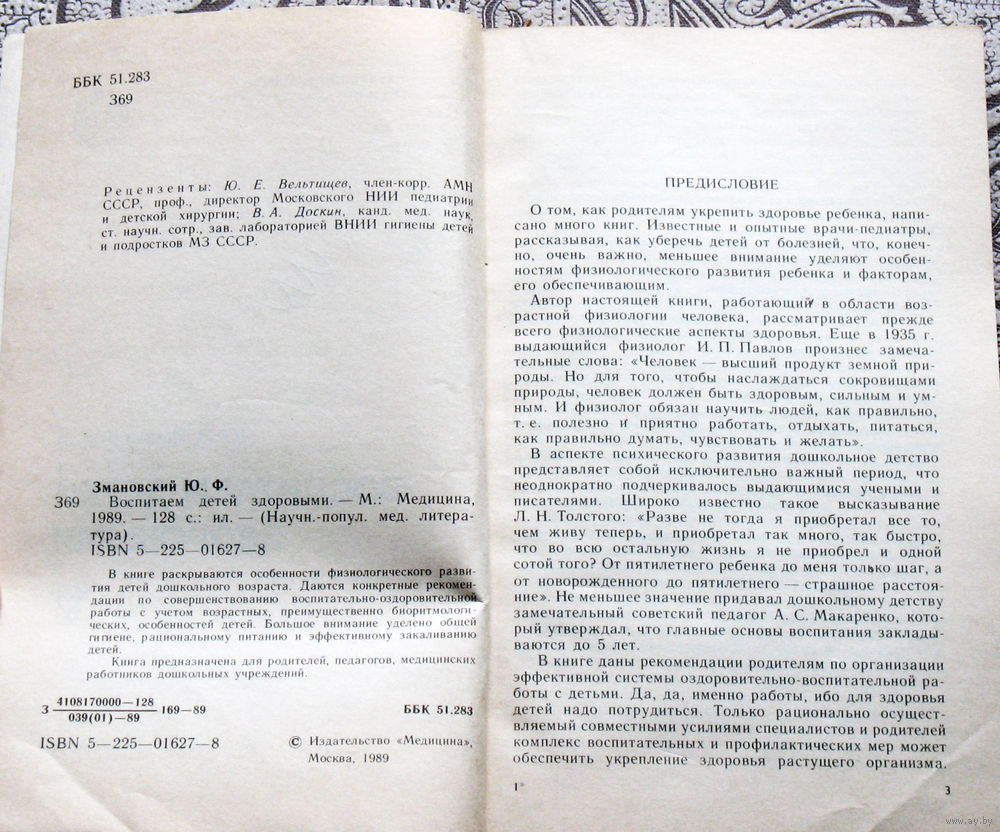 ББК 51.283
З69
Рецензенты: Ю. Е. Вельтищев, член-корр. АМН
СССР, проф., директор Московского НИИ педиатрии
и детской хирургии; В. А. Доскин, канд. мед. наук,
ст. научн. сотр., зав. лабораторией ВНИИ гигиены детей
и подростков МЗ СССР.
Змановский Ю. Ф.
З69 Воспитаем детей здоровыми. — М.: Медицина,
1989. — 128 с.: ил. — (Научн.-попул. мед. литера-
тура).
ISBN 5—225—01627—8
В книге раскрываются особенности физиологического разви-
тия детей дошкольного возраста. Даются конкретные рекомен-
дации по совершенствованию воспитательно-оздоровительной
работы с учетом возрастных, преимущественно биоритмологи-
ческих, особенностей детей. Большое внимание уделено общей
гигиене, рациональному питанию и эффективному закаливанию
детей.
Книга предназначена для родителей, педагогов, медицинских
работников дошкольных учреждений.
З 4108170000—128
039(01)—89 169—89
ББК 51.283
ISBN 5—225—01627—8
© Издательство «Медицина»,
Москва, 1989
ПРЕДИСЛОВИЕ
О том, как родителям укрепить здоровье ребенка, напи-
сано много книг. Известные и опытные врачи-педиатры,
рассказывая, как уберечь детей от болезней, что, конеч-
но, очень важно, меньшее внимание уделяют особен-
ностям физиологического развития ребенка и факторам,
его обеспечивающим.
Автор настоящей книги, работающий в области воз-
растной физиологии человека, рассматривает прежде
всего физиологические аспекты здоровья. Еще в 1935 г.
выдающийся физиолог И. П. Павлов произнес замеча-
тельные слова: «Человек — высший продукт земной при-
роды. Но для того, чтобы наслаждаться сокровищами
природы, человек должен быть здоровым, сильным и ум-
ным. И физиолог обязан научить людей, как правильно,
т. е. полезно и приятно работать, отдыхать, питаться,
как правильно думать, чувствовать и желать».
В аспекте психического развития дошкольное детство
представляет собой исключительно важный период, что
неоднократно подчеркивалось выдающимися учеными и
писателями. Широко известно такое высказывание
Л. Н. Толстого: «Разве не тогда я приобретал все то,
чем живу теперь, и приобретал так много, так быстро,
что во всю остальную жизнь я не приобрел и одной
сотой того? От пятилетнего ребенка до меня только шаг, а
от новорожденного до пятилетнего — страшное расстоя-
ние». Не меньшее значение придавал дошкольному детству
замечательный советский педагог А. С. Макаренко, кото-
рый утверждал, что главные основы воспитания заклады-
ваются до 5 лет.
В книге даны рекомендации родителям по организации
эффективной системы оздоровительно-воспитательной ра-
боты с детьми. Да, да, именно работы, ибо для здоровья
детей надо потрудиться. Только рационально осущест-
вляемый совместными усилиями специалистов и родителей
комплекс воспитательных и профилактических мер может
обеспечить укрепление здоровья растущего организма.
1*
3
www.ay.by